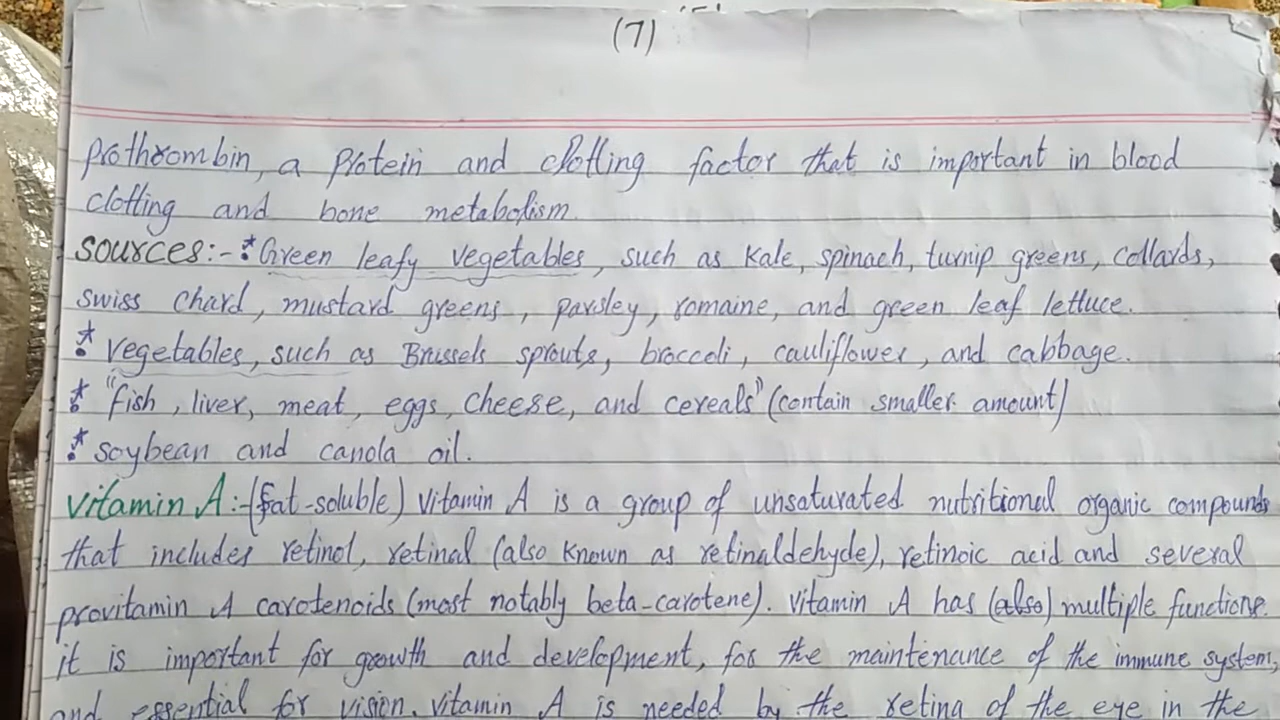 (7)
prothrombin, a protein and clotting factor that is important in blood
clotting and bone metabolism.
Sources:- * Green leafy vegetables, such as kale, spinach, turnip greens, collards,
swiss chard, mustard greens, parsley, romaine, and green leaf lettuce.
* vegetables, such as Brussels sprouts, broccoli, cauliflower, and cabbage.
* "fish, liver, meat, eggs, cheese, and cereals" (contain smaller amount)
* soybean and canola oil.
Vitamin A:- (fat-soluble) Vitamin A is a group of unsaturated nutritional organic compounds
that includes retinol, retinal (also known as retinaldehyde), retinoic acid and several
provitamin A carotenoids (most notably beta-carotene). Vitamin A has (also) multiple functions.
it is important for growth and development, for the maintenance of the immune system,
and essential for vision. Vitamin A is needed by the retina of the eye in the